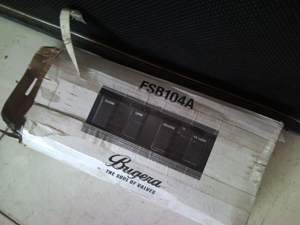 FSB104A
Bugera
THE SOUL OF VALVES